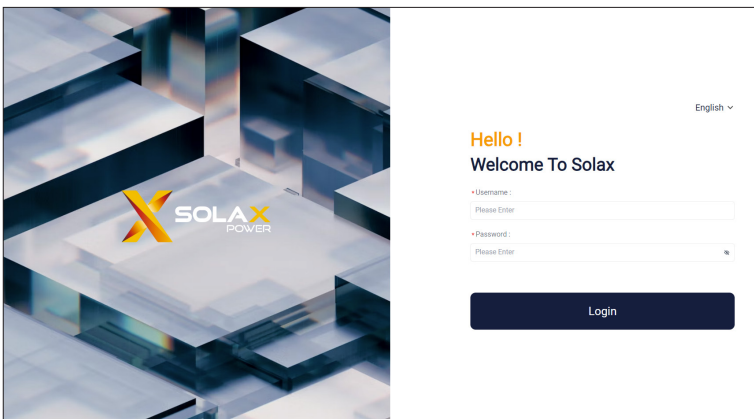 SOLAX
POWER
English
Hello !
Welcome To Solax
• Username :
Please Enter
• Password :
Please Enter
Login